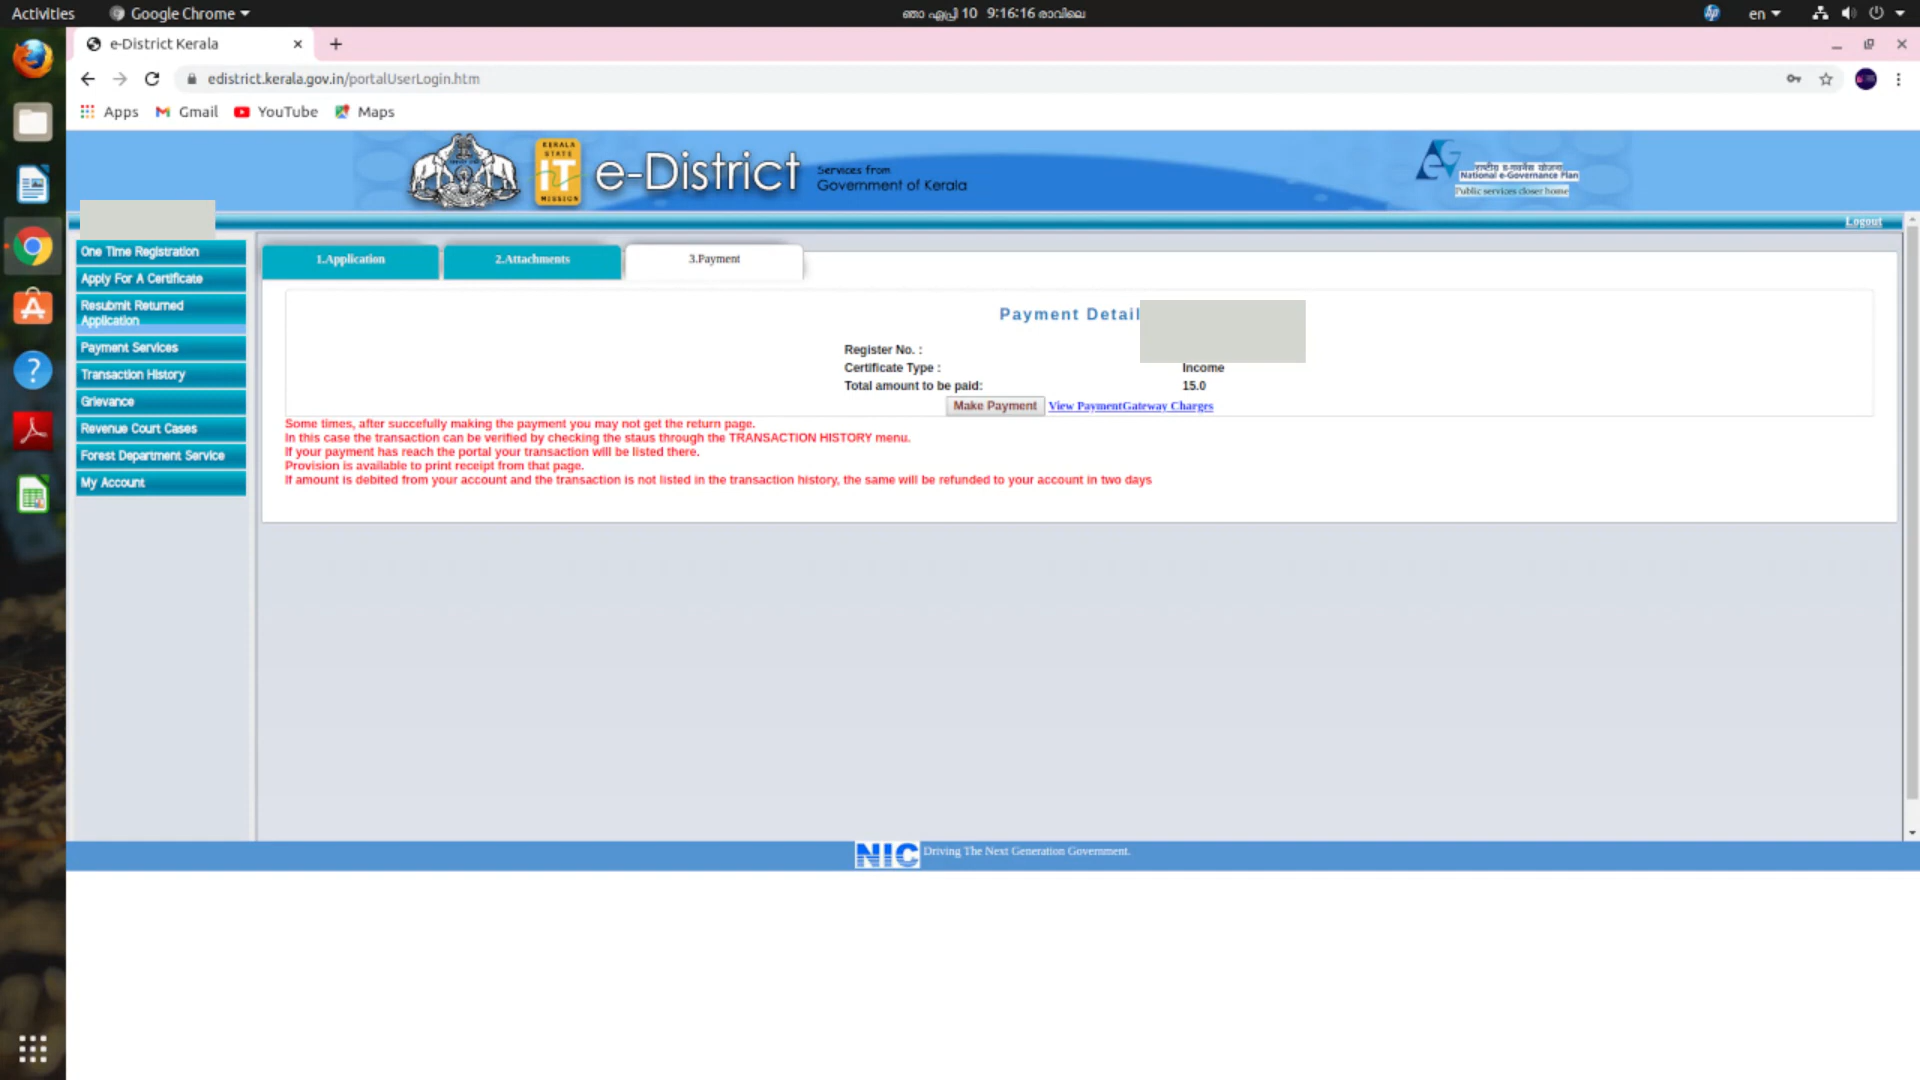 Activities
Google Chrome
ഞാ ഏപ്രി 10 9:16:16 രാവിലെ
en
e-District Kerala
edistrict.kerala.gov.in/portalUserLogin.htm
Apps
Gmail
YouTube
Maps
KERALA
STATE
IT
MISSION
e-District
Services from
Government of Kerala
राष्ट्रीय ई-गवर्नेंस योजना
National e-Governance Plan
Public services closer home
Logout
One Time Registration
Apply For A Certificate
Resubmit Returned
Application
Payment Services
Transaction History
Grievance
Revenue Court Cases
Forest Department Service
My Account
1.Application
2.Attachments
3.Payment
Payment Detail
Register No. :
Certificate Type : Income
Total amount to be paid: 15.0
Make Payment View PaymentGateway Charges
Some times, after succefully making the payment you may not get the return page.
In this case the transaction can be verified by checking the staus through the TRANSACTION HISTORY menu.
If your payment has reach the portal your transaction will be listed there.
Provision is available to print receipt from that page.
If amount is debited from your account and the transaction is not listed in the transaction history, the same will be refunded to your account in two days
NIC Driving The Next Generation Government.